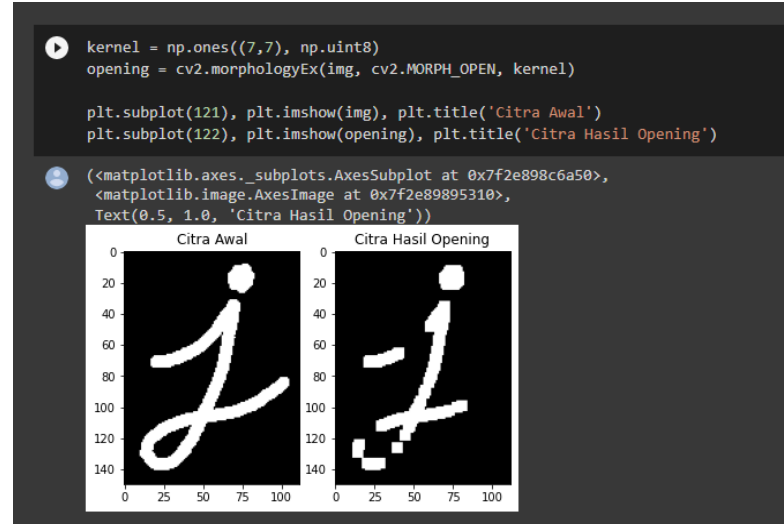 kernel = np.ones((7,7), np.uint8)
opening = cv2.morphologyEx(img, cv2.MORPH_OPEN, kernel)
plt.subplot(121), plt.imshow(img), plt.title('Citra Awal')
plt.subplot(122), plt.imshow(opening), plt.title('Citra Hasil Opening')
(<matplotlib.axes._subplots.AxesSubplot at 0x7f2e898c6a50>,
<matplotlib.image.AxesImage at 0x7f2e89895310>,
Text(0.5, 1.0, 'Citra Hasil Opening'))
Citra Awal Citra Hasil Opening
0 0
20 20
40 40
60 60
80 80
100 100
120 120
140 140
0 25 50 75 100 0 25 50 75 100